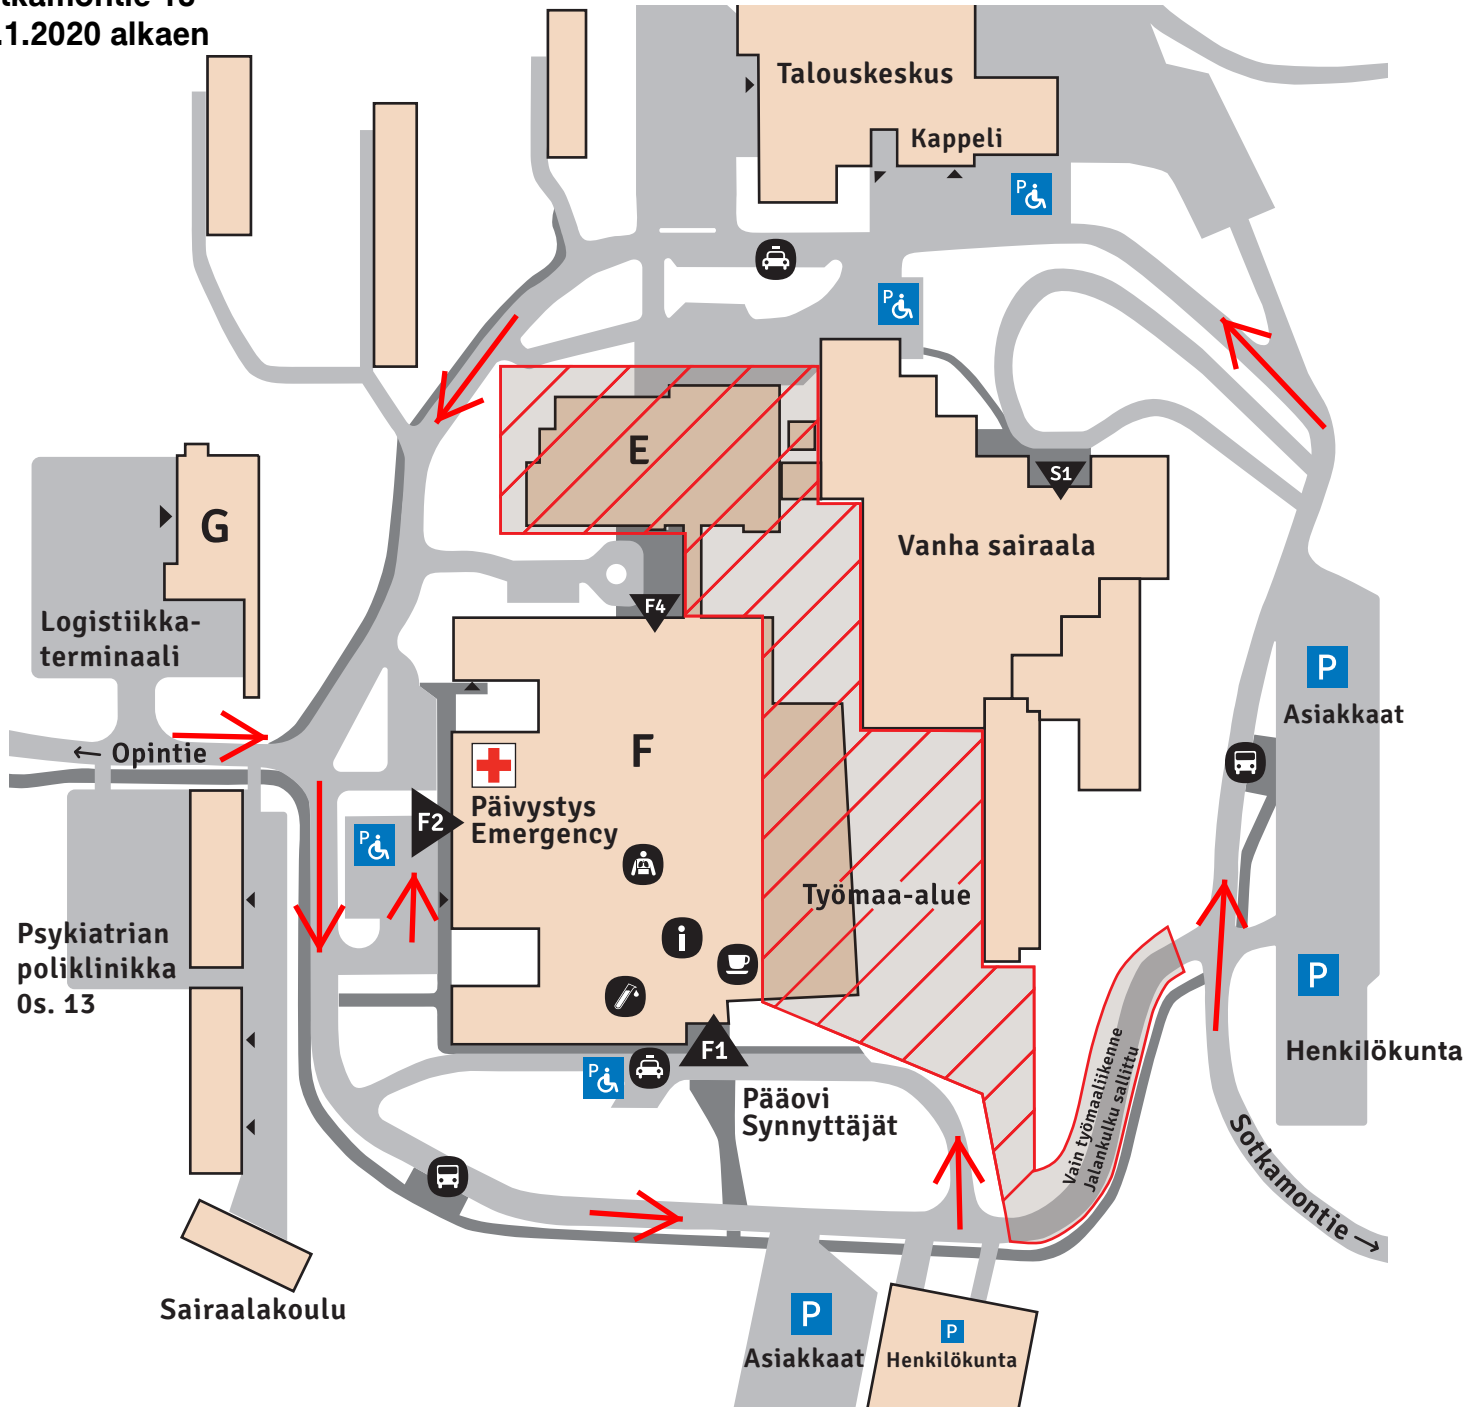 .1.2020 alkaen
Talouskeskus
Kappeli
P
P
E
S1
G
Vanha sairaala
F4
Logistiikka-
terminaali
P
Asiakkaat
← Opintie
F
Päivystys
Emergency
F2
P
Työmaa-alue
Psykiatrian
poliklinikka
Os. 13
i
P
Henkilökunta
F1
P
Pääovi
Synnyttäjät
Vain työmaaliikenne
Jalankulku sallittu
Sotkamontie →
Sairaalakoulu
P
Asiakkaat
P
Henkilökunta